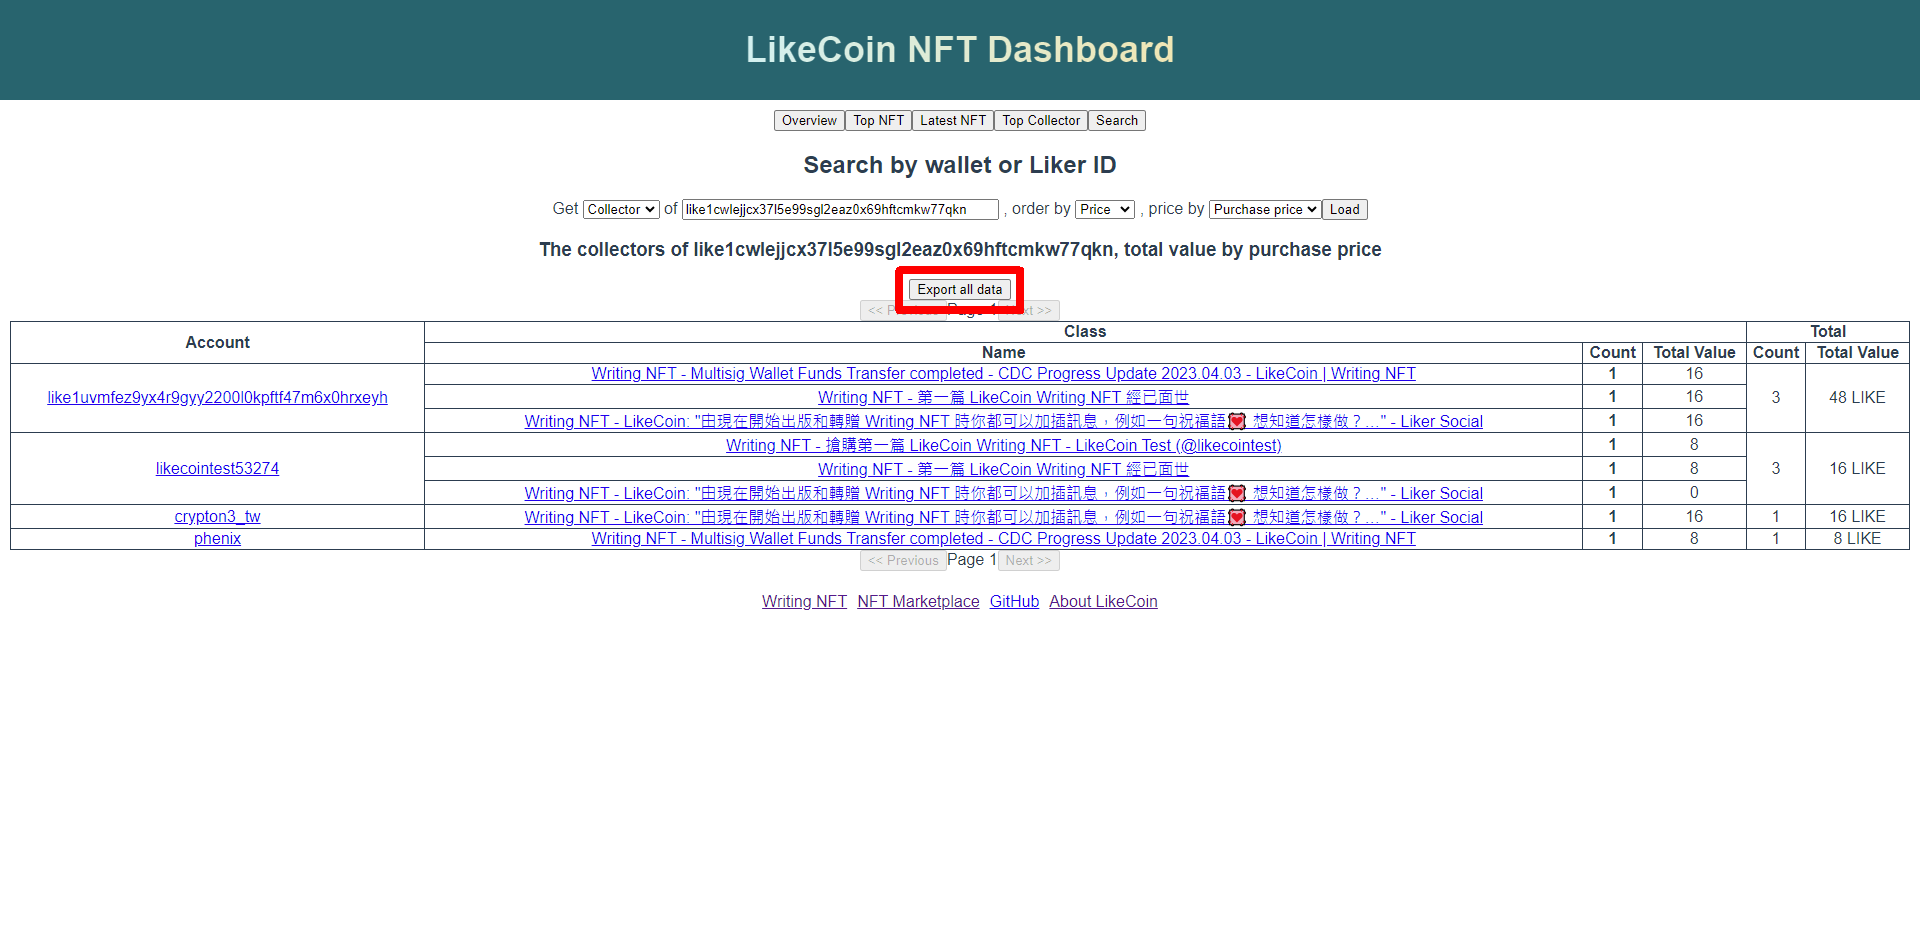 LikeCoin NFT Dashboard
Overview Top NFT Latest NFT Top Collector Search
Search by wallet or Liker ID
Get Collector of like1cwlejjcx37l5e99sgl2eaz0x69hftcmkw77qkn , order by Price , price by Purchase price Load
The collectors of like1cwlejjcx37l5e99sgl2eaz0x69hftcmkw77qkn, total value by purchase price
Export all data
Page 1
Account Class Total
Name Count Total Value Count Total Value
like1uvmfez9yx4r9gyy2200l0kpftf47m6x0hrxeyh Writing NFT - Multisig Wallet Funds Transfer completed - CDC Progress Update 2023.04.03 - LikeCoin | Writing NFT 1 16 3 48 LIKE
Writing NFT - 第一篇 LikeCoin Writing NFT 經已面世 1 16
Writing NFT - LikeCoin: "由現在開始出版和轉贈 Writing NFT 時你都可以加插訊息，例如一句祝福語💟 想知道怎樣做？…" - Liker Social 1 16
likecointest53274 Writing NFT - 搶購第一篇 LikeCoin Writing NFT - LikeCoin Test (@likecointest) 1 8 3 16 LIKE
Writing NFT - 第一篇 LikeCoin Writing NFT 經已面世 1 8
Writing NFT - LikeCoin: "由現在開始出版和轉贈 Writing NFT 時你都可以加插訊息，例如一句祝福語💟 想知道怎樣做？…" - Liker Social 1 0
crypton3_tw Writing NFT - LikeCoin: "由現在開始出版和轉贈 Writing NFT 時你都可以加插訊息，例如一句祝福語💟 想知道怎樣做？…" - Liker Social 1 16 1 16 LIKE
phenix Writing NFT - Multisig Wallet Funds Transfer completed - CDC Progress Update 2023.04.03 - LikeCoin | Writing NFT 1 8 1 8 LIKE
<< Previous Page 1 Next >>
Writing NFT NFT Marketplace GitHub About LikeCoin